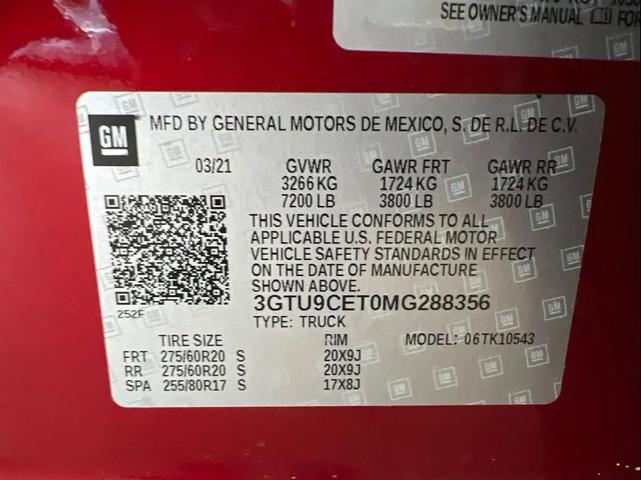 SEE OWNER'S MANUAL FOR
GM MFD BY GENERAL MOTORS DE MEXICO, S. DE R.L. DE C.V.
03/21 GVWR GAWR FRT GAWR RR
3266 KG 1724 KG 1724 KG
7200 LB 3800 LB 3800 LB
THIS VEHICLE CONFORMS TO ALL
APPLICABLE U.S. FEDERAL MOTOR
VEHICLE SAFETY STANDARDS IN EFFECT
ON THE DATE OF MANUFACTURE
SHOWN ABOVE.
3GTU9CET0MG288356
252F
TYPE: TRUCK MODEL: 06TK10543
TIRE SIZE RIM
FRT 275/60R20 S 20X9J
RR 275/60R20 S 20X9J
SPA 255/80R17 S 17X8J